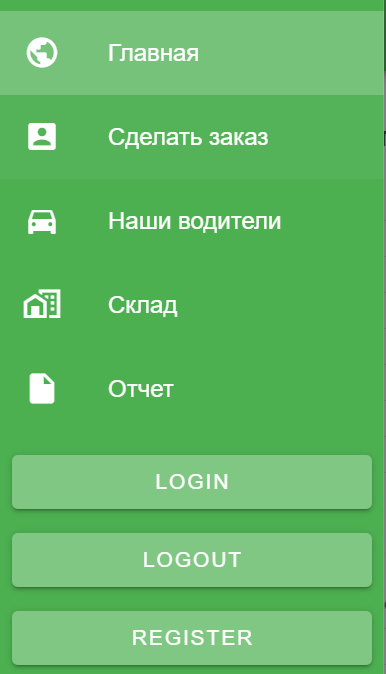 Главная
Сделать заказ
Наши водители
Склад
Отчет
LOGIN
LOGOUT
REGISTER